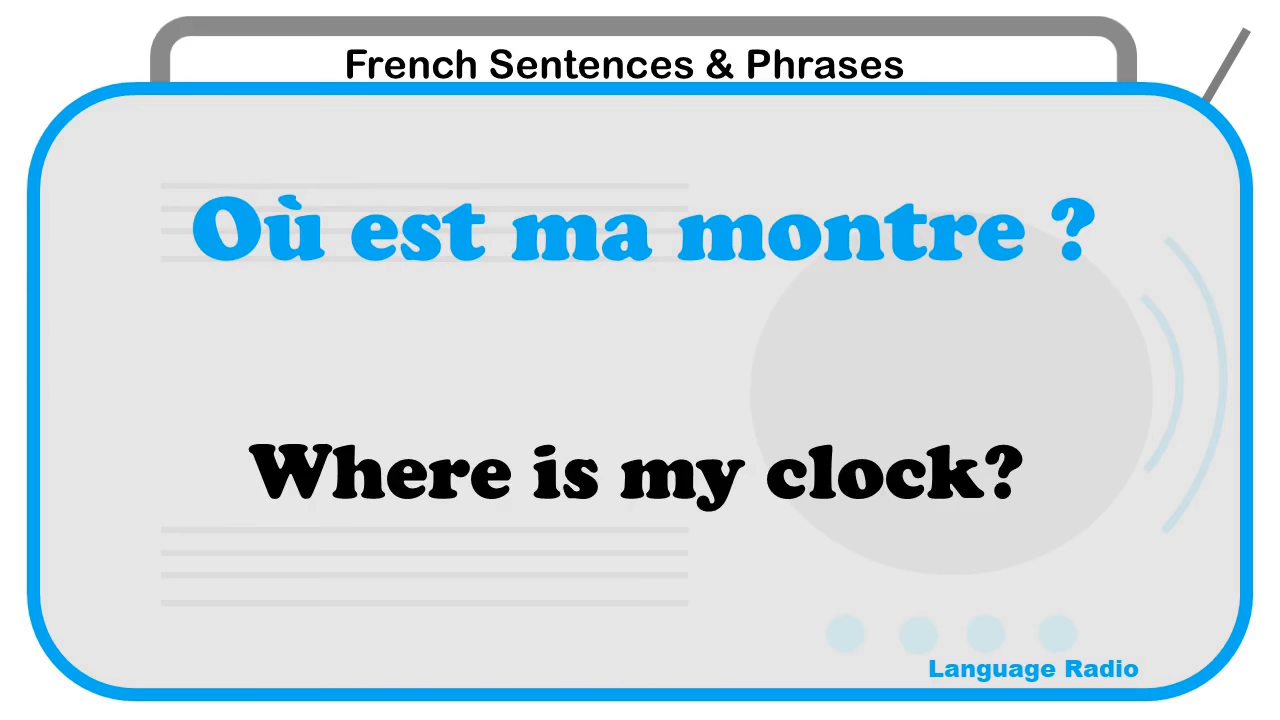 French Sentences & Phrases
Où est ma montre ?
Where is my clock?
Language Radio